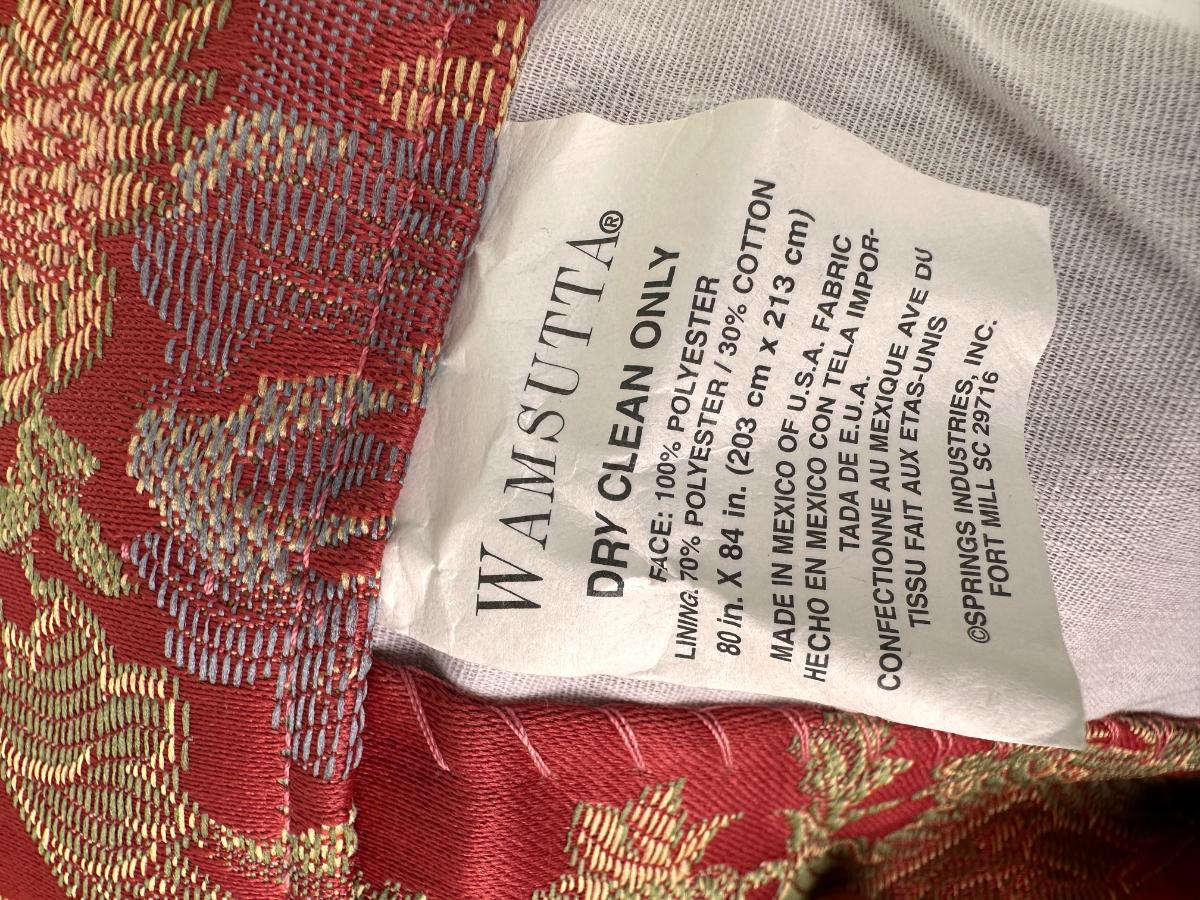 WAMSUTTA®
DRY CLEAN ONLY
FACE: 100% POLYESTER
LINING: 70% POLYESTER / 30% COTTON
80 in. X 84 in. (203 cm x 213 cm)
MADE IN MEXICO OF U.S.A. FABRIC
HECHO EN MEXICO CON TELA IMPOR-
TADA DE E.U.A.
CONFECTIONNE AU MEXIQUE AVE DU
TISSU FAIT AUX ETAS-UNIS
©SPRINGS INDUSTRIES, INC.
FORT MILL SC 29716